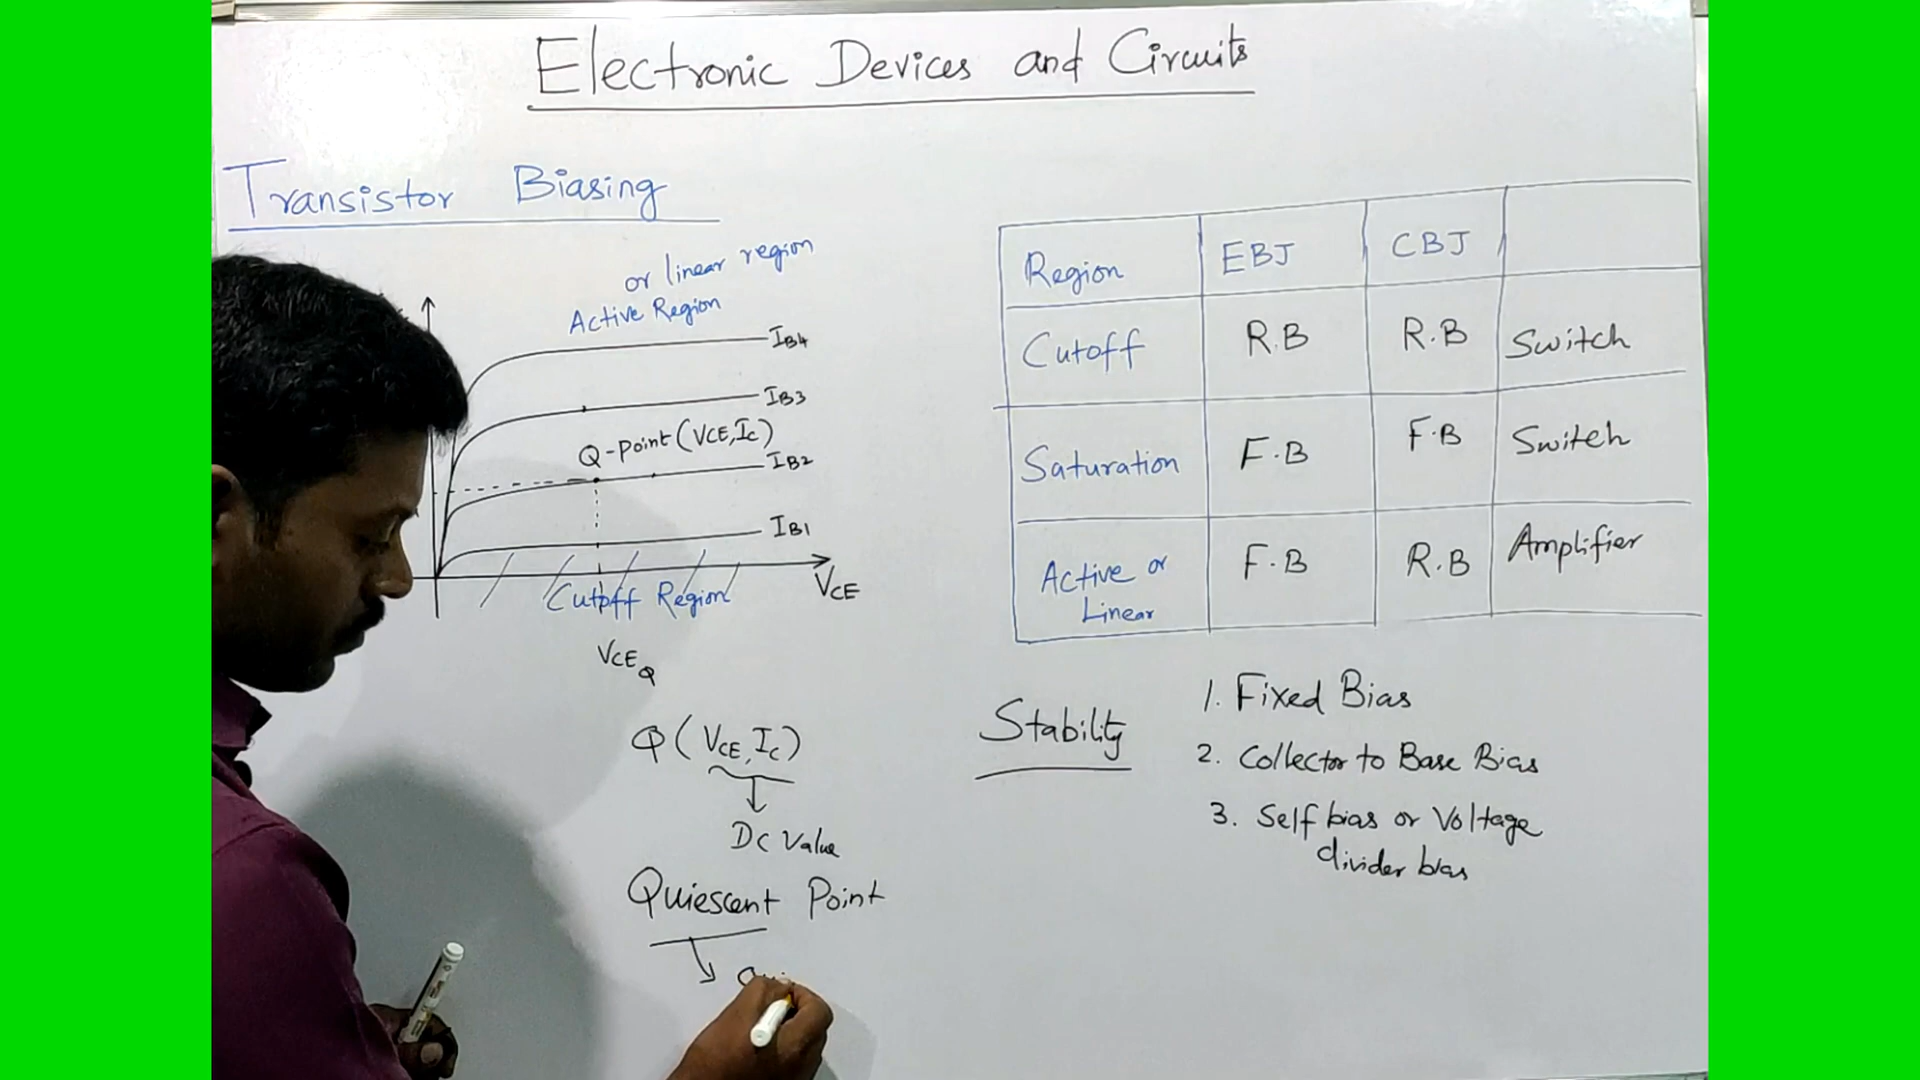 Electronic Devices and Circuits
Transistor Biasing
or linear region
Active Region
IB4
IB3
Q-point (VCE, IC)
IB2
IB1
Cutoff Region
VCE
VCEQ
Q (VCE, IC)
DC Value
Quiescent Point
Region EBJ CBJ
Cutoff R.B R.B Switch
Saturation F.B F.B Switch
Active or F.B R.B Amplifier
Linear
Stability
1. Fixed Bias
2. Collector to Base Bias
3. Self bias or Voltage
divider bias